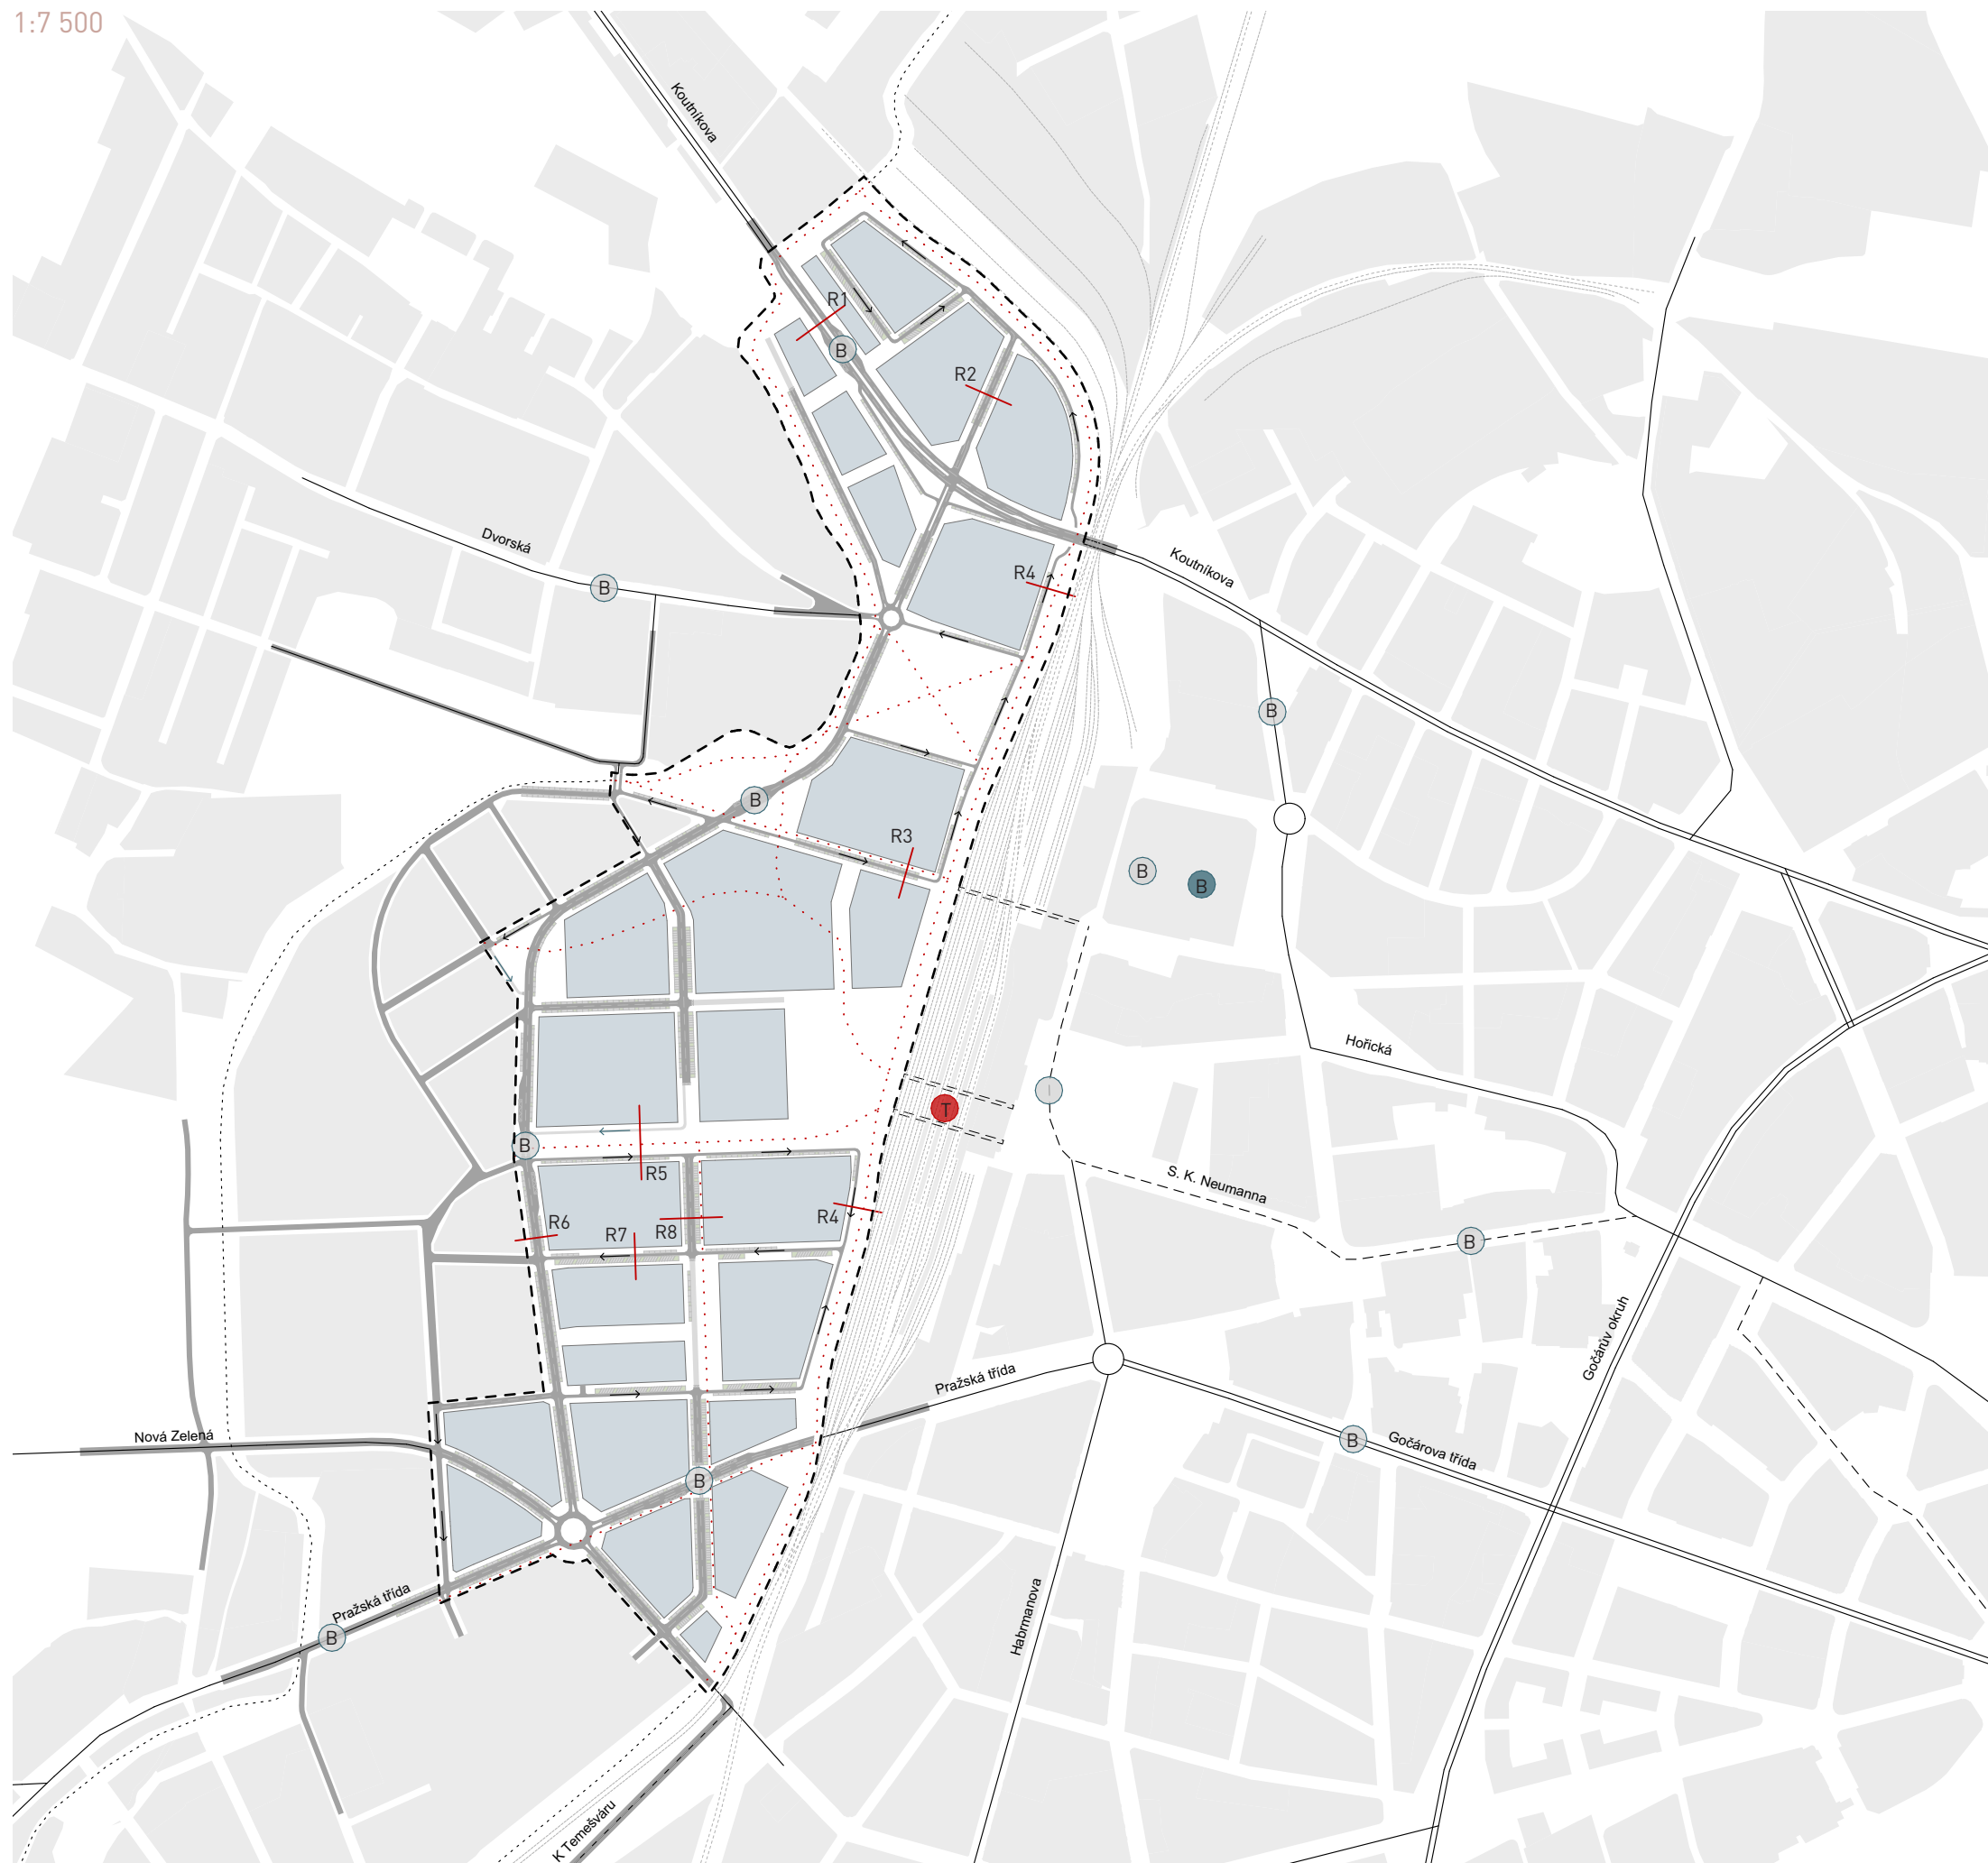 1:7 500
Koutníkova
R1
B
R2
Dvorská
B
Koutníkova
R4
B
B
R3
B
B
Hořická
I
T
B
R5
S. K. Neumanna
R6
R7
R8
R4
B
Gočárův okruh
Pražská třída
Nová Zelená
B
Gočárova třída
B
Pražská třída
B
Habrmanova
K Temešváru